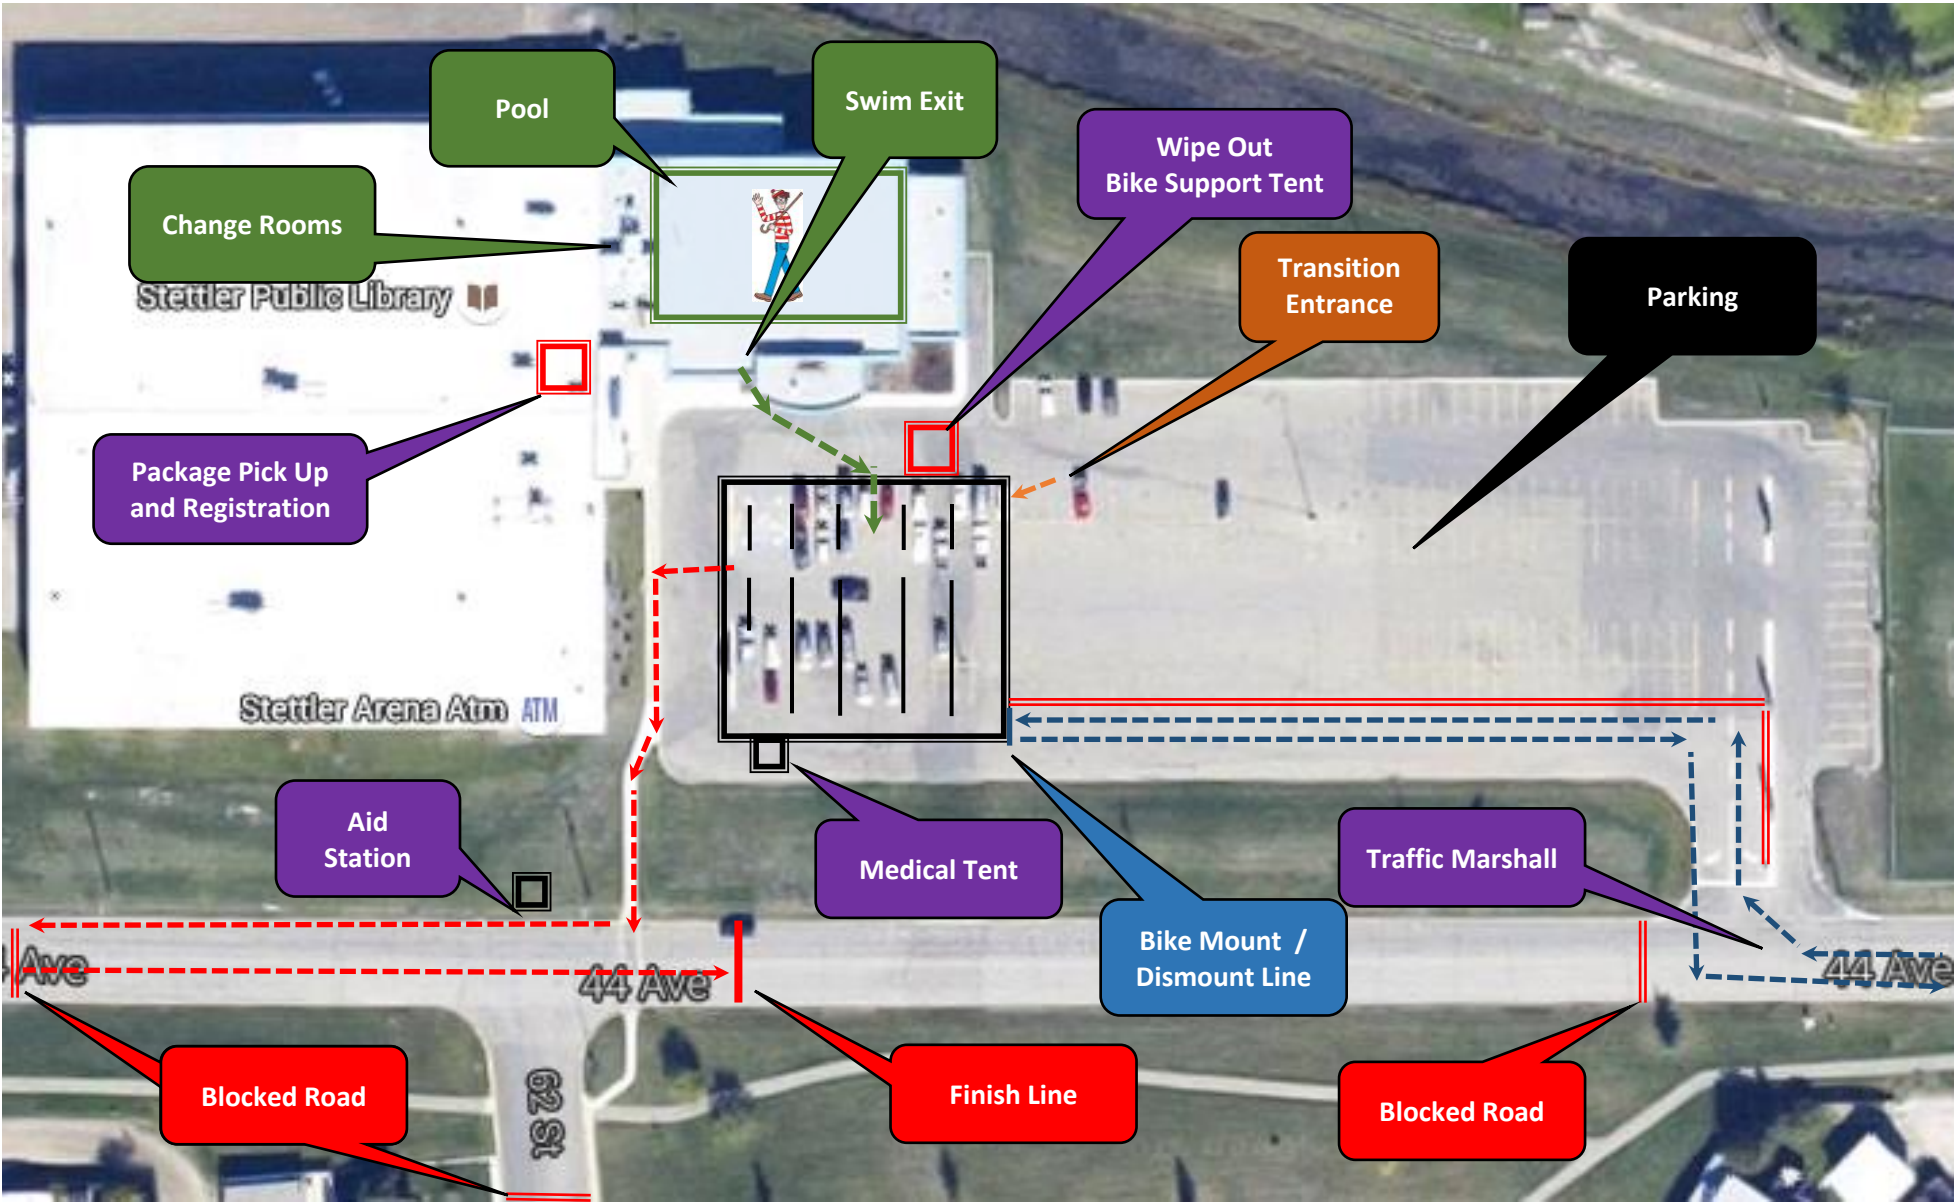 Pool
Swim Exit
Wipe Out
Bike Support Tent
Change Rooms
Transition
Entrance
Parking
Stettler Public Library
Package Pick Up
and Registration
Stettler Arena Atm ATM
Aid
Station
Medical Tent
Traffic Marshall
Bike Mount /
Dismount Line
Ave
44 Ave
44 Ave
Blocked Road
62 St
Finish Line
Blocked Road